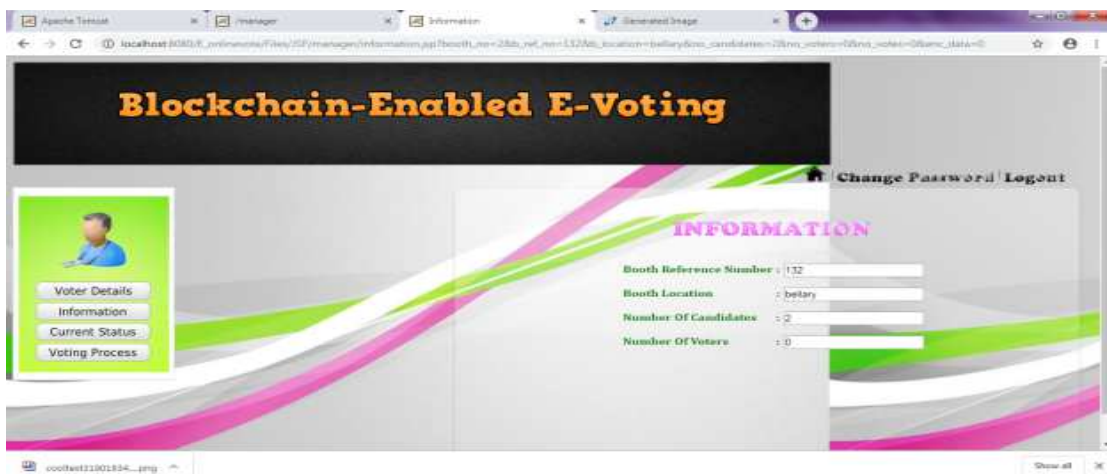 Apache Tomcat
/manager
Information
Generated Image
Blockchain-Enabled E-Voting
Change Password Logout
INFORMATION
Booth Reference Number : 132
Booth Location : bellary
Number Of Candidates : 2
Number Of Voters : 0
Voter Details
Information
Current Status
Voting Process
Show all